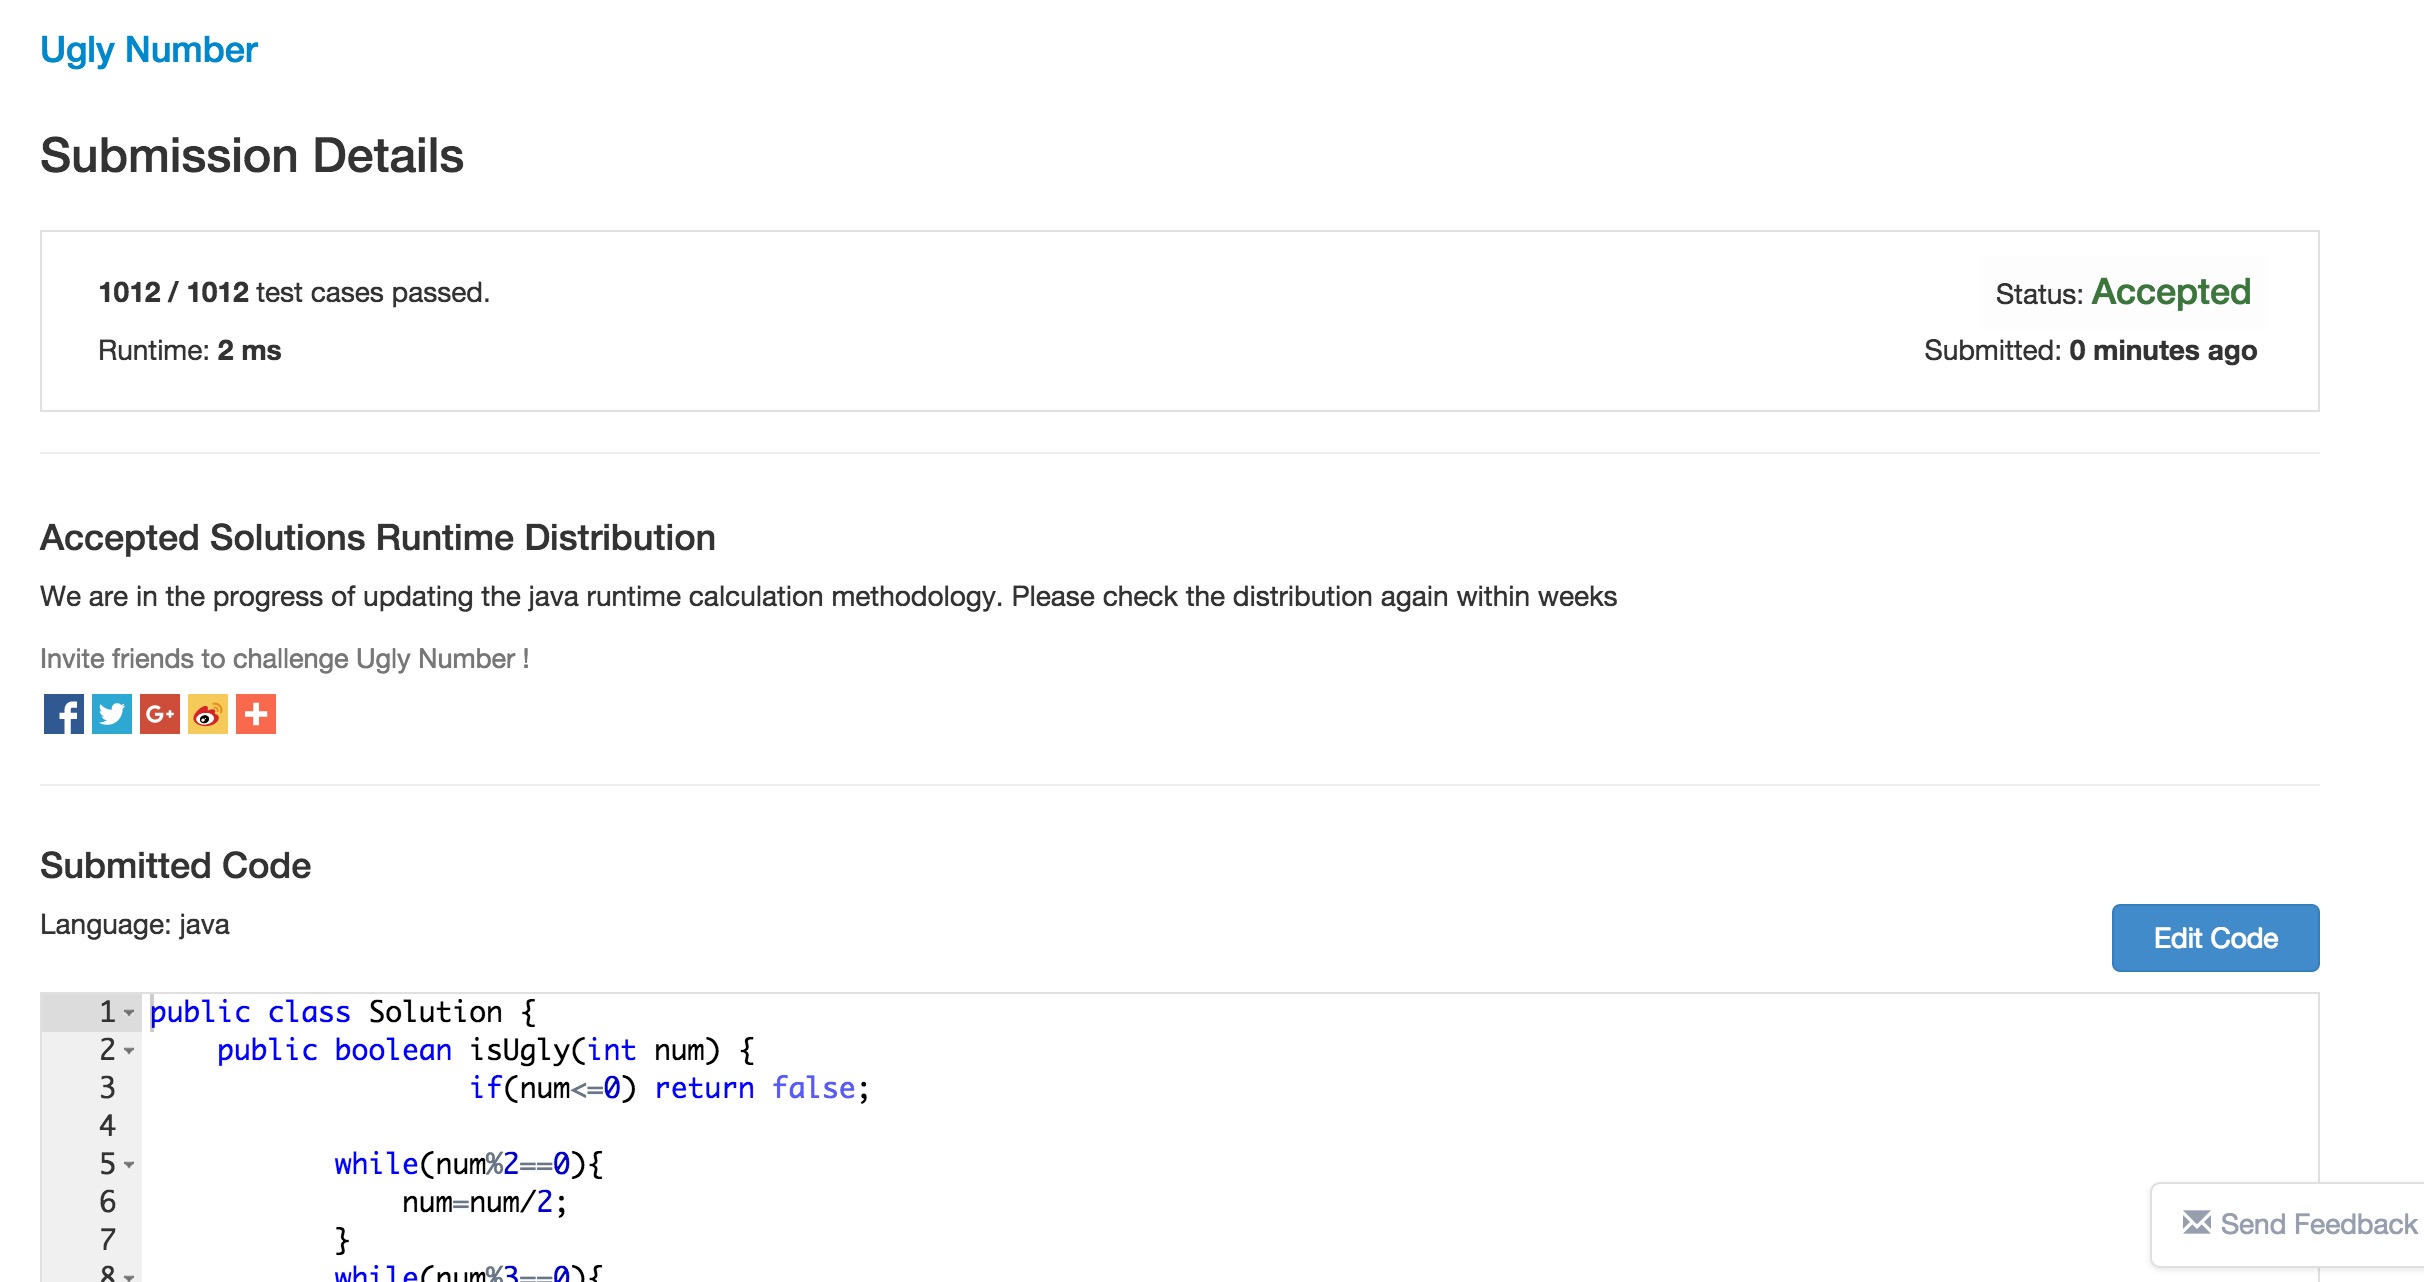 Ugly Number
Submission Details
1012 / 1012 test cases passed.
Status: Accepted
Runtime: 2 ms
Submitted: 0 minutes ago
Accepted Solutions Runtime Distribution
We are in the progress of updating the java runtime calculation methodology. Please check the distribution again within weeks
Invite friends to challenge Ugly Number !
G+
Submitted Code
Language: java
Edit Code
1 public class Solution {
2 public boolean isUgly(int num) {
3 if(num<=0) return false;
4
5 while(num%2==0){
6 num=num/2;
7 }
8 while(num%3==0){
Send Feedback